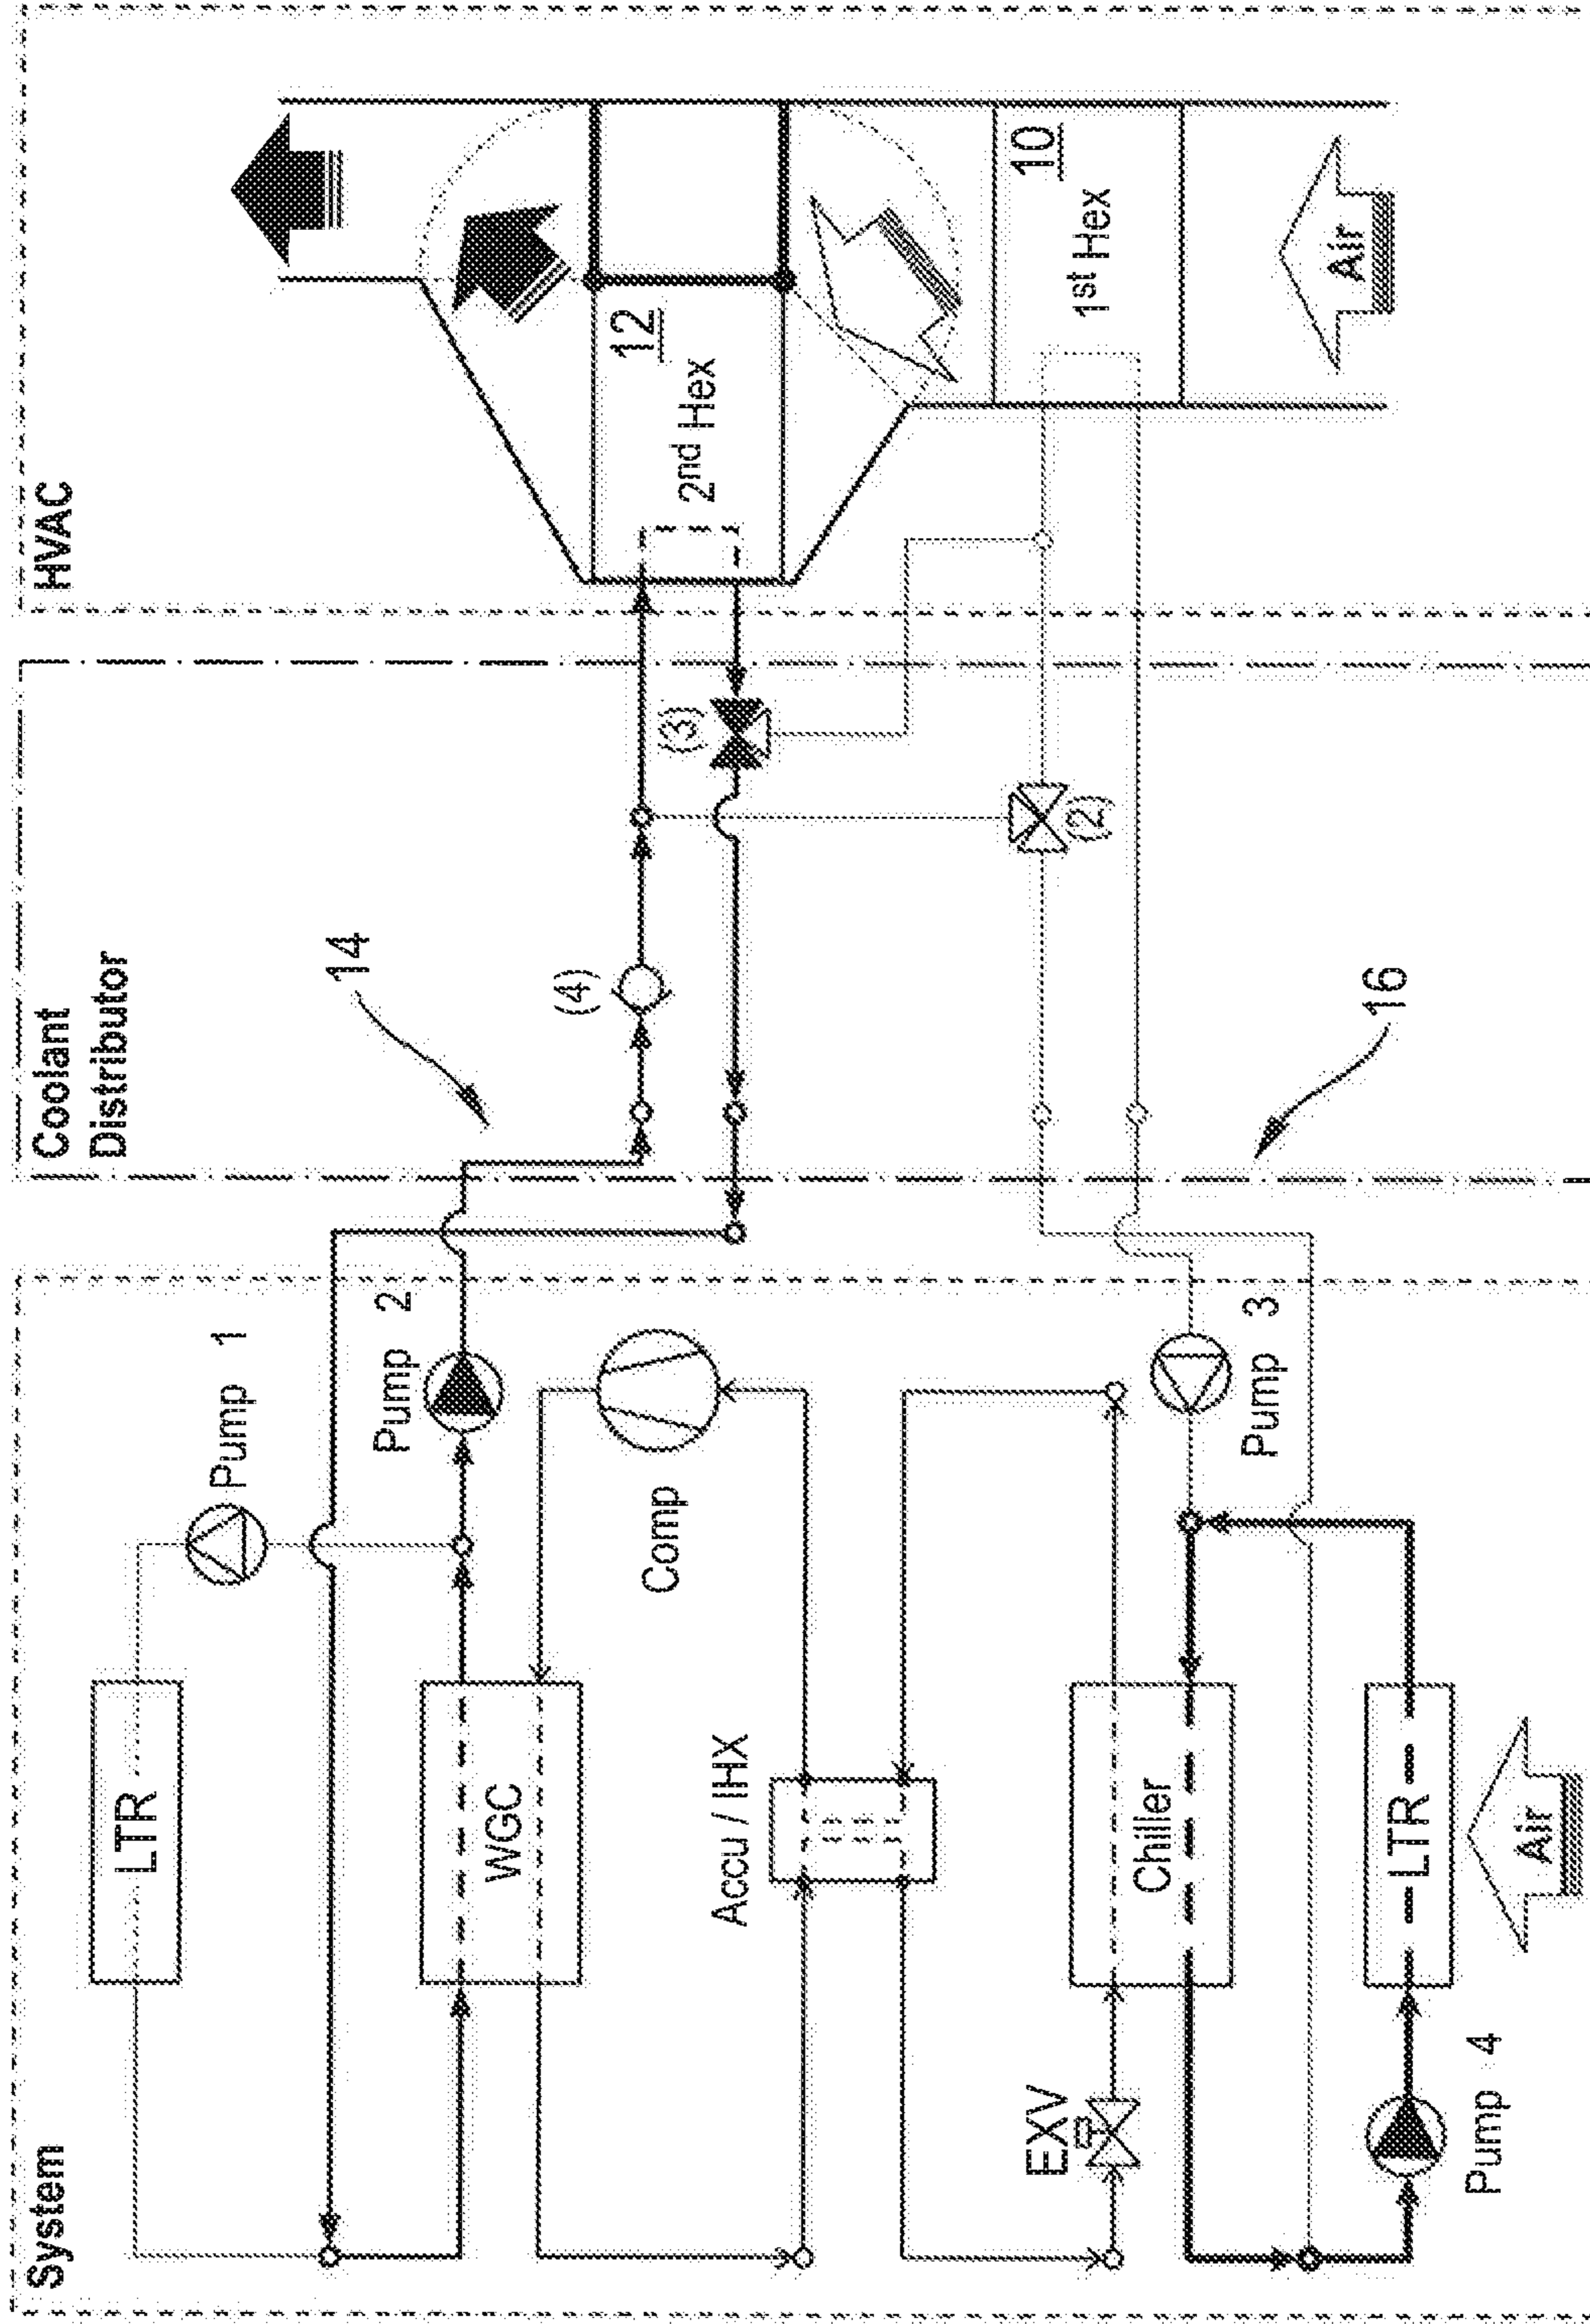 System
LTR
Pump 1
Pump 2
WGC
Comp
Accu / IHX
EXV
Chiller
Pump 3
LTR
Pump 4
Air
Coolant
Distributor
14
(4)
(3)
(2)
16
HVAC
12
2nd Hex
10
1st Hex
Air